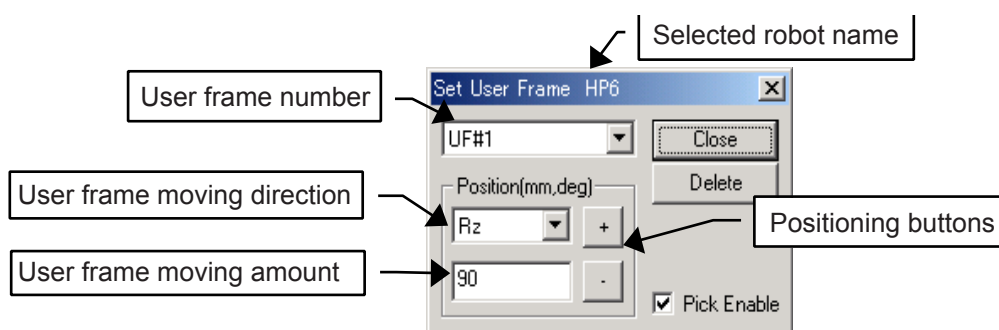 Selected robot name
Set User Frame HP6
User frame number
UF#1
Close
Position(mm,deg)
Delete
User frame moving direction
Rz
+
Positioning buttons
User frame moving amount
90
-
Pick Enable